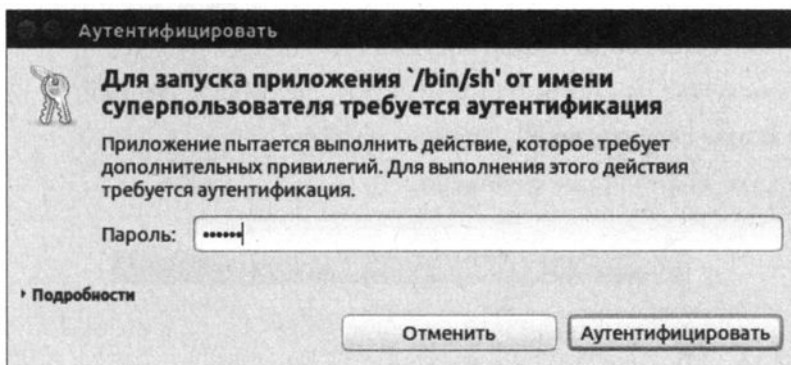 Аутентифицировать
Для запуска приложения `/bin/sh' от имени
суперпользователя требуется аутентификация
Приложение пытается выполнить действие, которое требует
дополнительных привилегий. Для выполнения этого действия
требуется аутентификация.
Пароль: ••••••
Подробности
Отменить Аутентифицировать